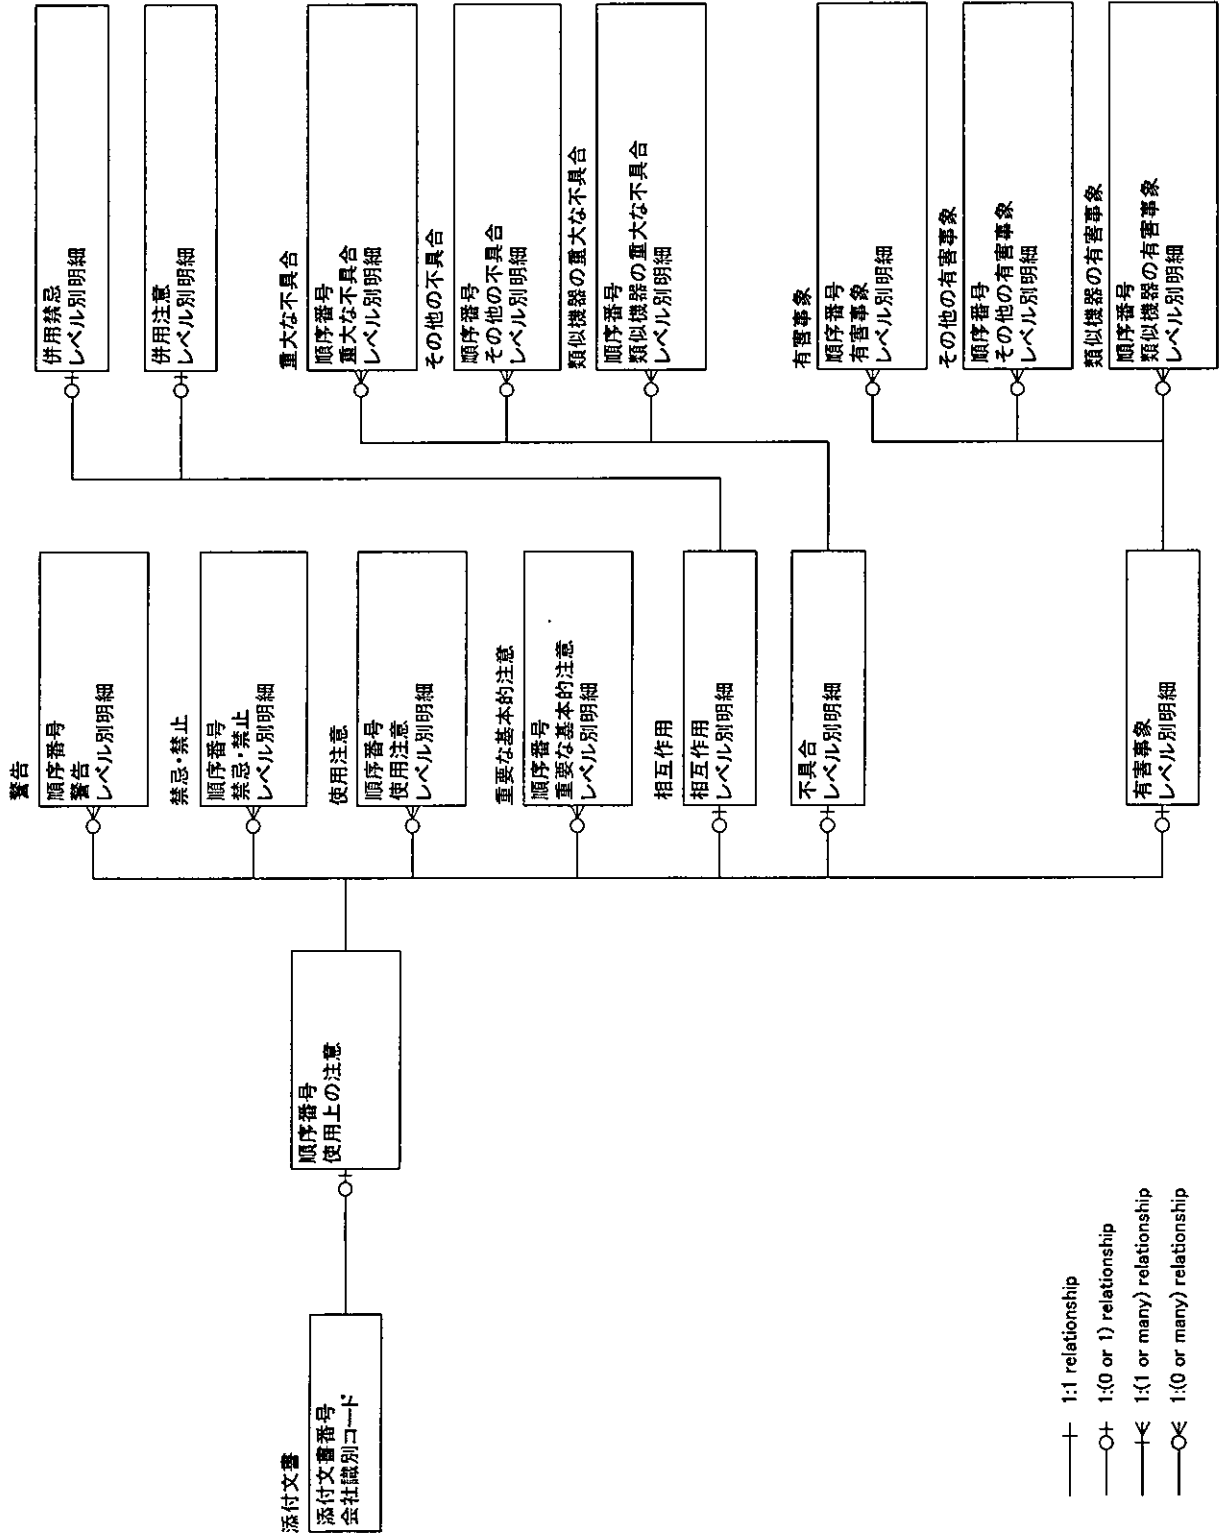 添付文書
添付文書番号
会社識別コード
順序番号
使用上の注意
警告
順序番号
警告
レベル別明細
禁忌・禁止
順序番号
禁忌・禁止
レベル別明細
使用注意
順序番号
使用注意
レベル別明細
重要な基本的注意
順序番号
重要な基本的注意
レベル別明細
相互作用
相互作用
レベル別明細
不具合
レベル別明細
有害事象
レベル別明細
併用禁忌
レベル別明細
併用注意
レベル別明細
重大な不具合
順序番号
重大な不具合
レベル別明細
その他の不具合
順序番号
その他の不具合
レベル別明細
類似機器の重大な不具合
順序番号
類似機器の重大な不具合
レベル別明細
有害事象
順序番号
有害事象
レベル別明細
その他の有害事象
順序番号
その他の有害事象
レベル別明細
類似機器の有害事象
順序番号
類似機器の有害事象
レベル別明細
1:1 relationship
1:(0 or 1) relationship
1:(1 or many) relationship
1:(0 or many) relationship